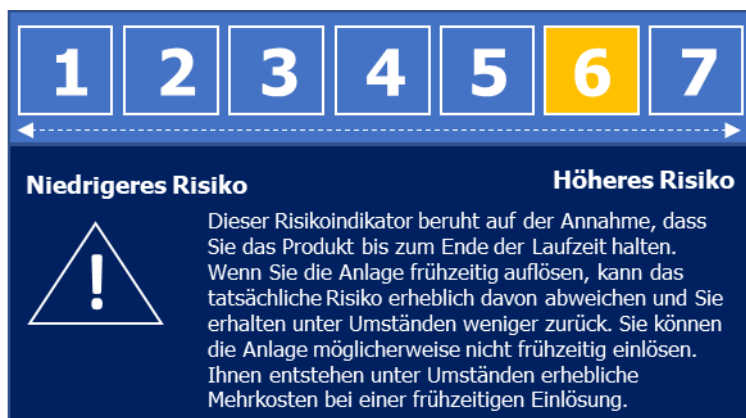 1 2 3 4 5 6 7
Niedrigeres Risiko
Höheres Risiko
!
Dieser Risikoindikator beruht auf der Annahme, dass
Sie das Produkt bis zum Ende der Laufzeit halten.
Wenn Sie die Anlage frühzeitig auflösen, kann das
tatsächliche Risiko erheblich davon abweichen und Sie
erhalten unter Umständen weniger zurück. Sie können
die Anlage möglicherweise nicht frühzeitig einlösen.
Ihnen entstehen unter Umständen erhebliche
Mehrkosten bei einer frühzeitigen Einlösung.